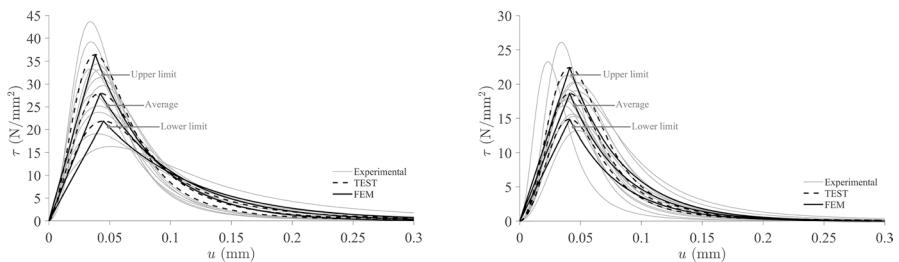 45
40
35
30
25
20
15
10
5
0
τ (N/mm²)
Upper limit
Average
Lower limit
Experimental
TEST
FEM
0 0.05 0.1 0.15 0.2 0.25 0.3
u (mm)
30
25
20
15
10
5
0
τ (N/mm²)
Upper limit
Average
Lower limit
Experimental
TEST
FEM
0 0.05 0.1 0.15 0.2 0.25 0.3
u (mm)